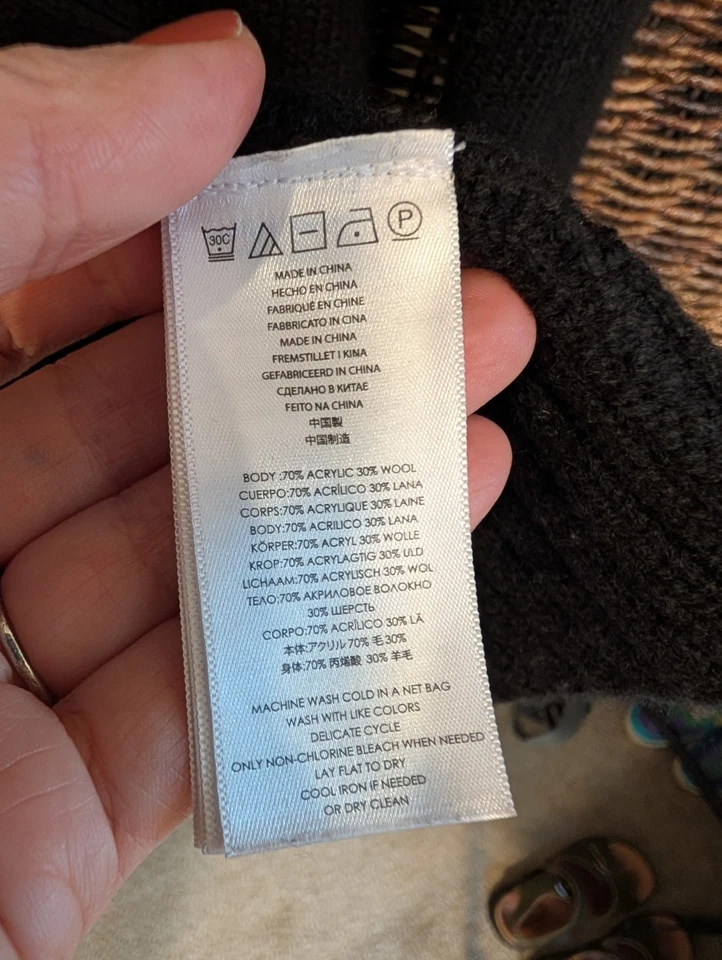 30C P
MADE IN CHINA
HECHO EN CHINA
FABRIQUÉ EN CHINE
FABBRICATO IN CINA
MADE IN CHINA
FREMSTILLET I KINA
GEFABRICEERD IN CHINA
СДЕЛАНО В КИТАЕ
FEITO NA CHINA
中国製
中国制造
BODY :70% ACRYLIC 30% WOOL
CUERPO:70% ACRÍLICO 30% LANA
CORPS:70% ACRYLIQUE 30% LAINE
BODY:70% ACRILICO 30% LANA
KÖRPER:70% ACRYL 30% WOLLE
KROP:70% ACRYLAGTIG 30% ULD
LICHAAM:70% ACRYLISCH 30% WOL
ТЕЛО:70% АКРИЛОВОЕ ВОЛОКНО
30% ШЕРСТЬ
CORPO:70% ACRÍLICO 30% LÃ
本体:アクリル 70% 毛 30%
身体:70% 丙烯酸 30% 羊毛
MACHINE WASH COLD IN A NET BAG
WASH WITH LIKE COLORS
DELICATE CYCLE
ONLY NON-CHLORINE BLEACH WHEN NEEDED
LAY FLAT TO DRY
COOL IRON IF NEEDED
OR DRY CLEAN